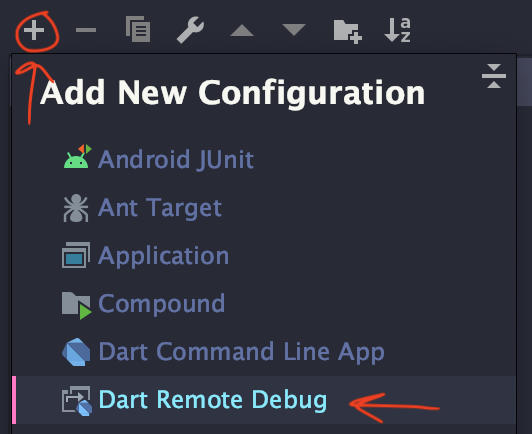 Add New Configuration
Android JUnit
Ant Target
Application
Compound
Dart Command Line App
Dart Remote Debug